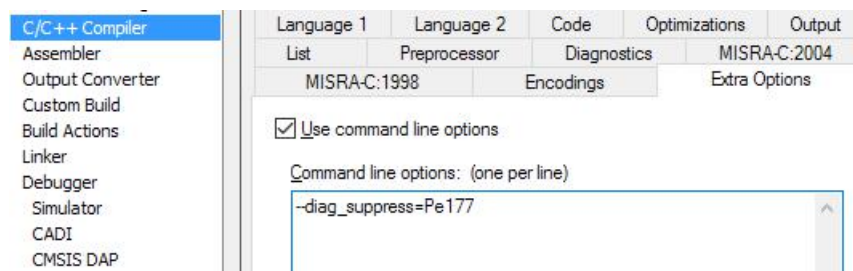 C/C++ Compiler
Assembler
Output Converter
Custom Build
Build Actions
Linker
Debugger
Simulator
CADI
CMSIS DAP
Language 1 Language 2 Code Optimizations Output
List Preprocessor Diagnostics MISRA-C:2004
MISRA-C:1998 Encodings Extra Options
Use command line options
Command line options: (one per line)
--diag_suppress=Pe177